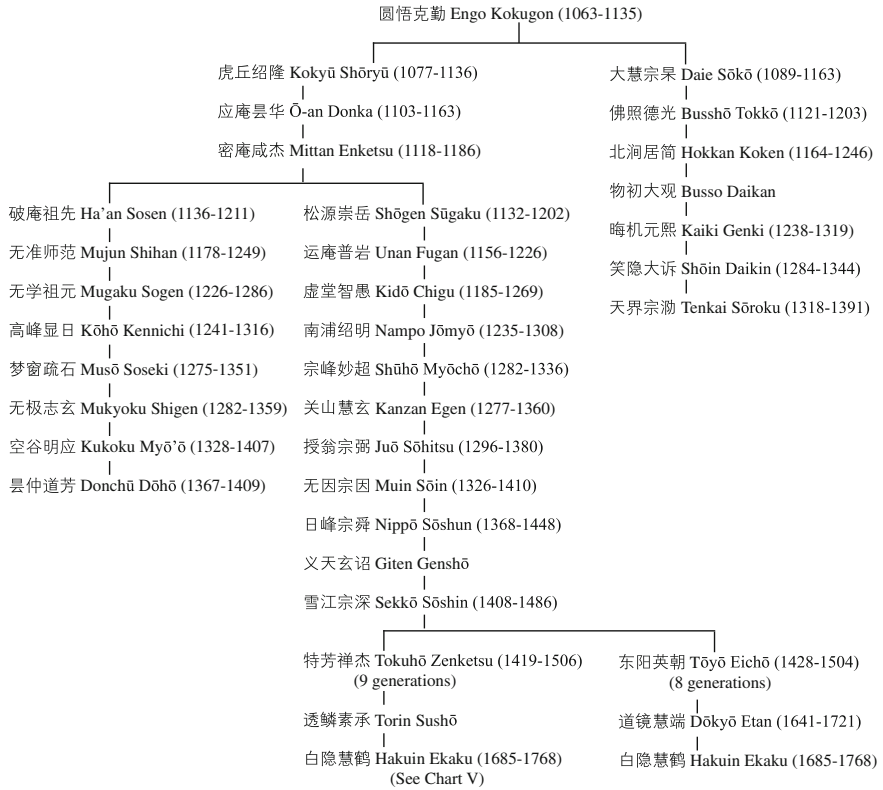 圆悟克勤 Engo Kokugon (1063-1135)
虎丘绍隆 Kokyū Shōryū (1077-1136)
应庵昙华 Ō-an Donka (1103-1163)
密庵咸杰 Mittan Enketsu (1118-1186)
破庵祖先 Ha’an Sosen (1136-1211)
无准师范 Mujun Shihan (1178-1249)
无学祖元 Mugaku Sogen (1226-1286)
高峰显日 Kōhō Kennichi (1241-1316)
梦窗疏石 Musō Soseki (1275-1351)
无极志玄 Mukyoku Shigen (1282-1359)
空谷明应 Kukoku Myō’ō (1328-1407)
昙仲道芳 Donchū Dōhō (1367-1409)
松源崇岳 Shōgen Sūgaku (1132-1202)
运庵普岩 Unan Fugan (1156-1226)
虚堂智愚 Kidō Chigu (1185-1269)
南浦绍明 Nampo Jōmyō (1235-1308)
宗峰妙超 Shūhō Myōchō (1282-1336)
关山慧玄 Kanzan Egen (1277-1360)
授翁宗弼 Juō Sōhitsu (1296-1380)
无因宗因 Muin Sōin (1326-1410)
日峰宗舜 Nippō Sōshun (1368-1448)
义天玄诏 Giten Genshō
雪江宗深 Sekkō Sōshin (1408-1486)
特芳禅杰 Tokuhō Zenketsu (1419-1506)
(9 generations)
透鳞素承 Torin Sushō
白隐慧鹤 Hakuin Ekaku (1685-1768)
(See Chart V)
东阳英朝 Tōyō Eichō (1428-1504)
(8 generations)
道镜慧端 Dōkyō Etan (1641-1721)
白隐慧鹤 Hakuin Ekaku (1685-1768)
大慧宗杲 Daie Sōkō (1089-1163)
佛照德光 Busshō Tokkō (1121-1203)
北涧居简 Hokkan Koken (1164-1246)
物初大观 Busso Daikan
晦机元熙 Kaiki Genki (1238-1319)
笑隐大诉 Shōin Daikin (1284-1344)
天界宗泐 Tenkai Sōroku (1318-1391)